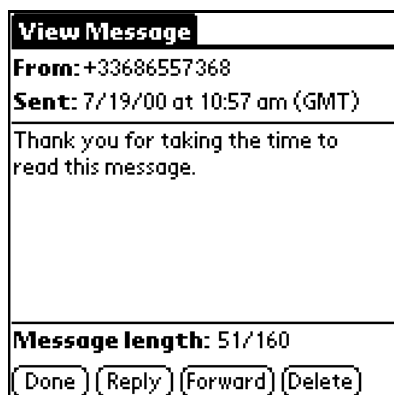 View Message
From: +33686557368
Sent: 7/19/00 at 10:57 am (GMT)
Thank you for taking the time to
read this message.
Message length: 51/160
Done Reply Forward Delete